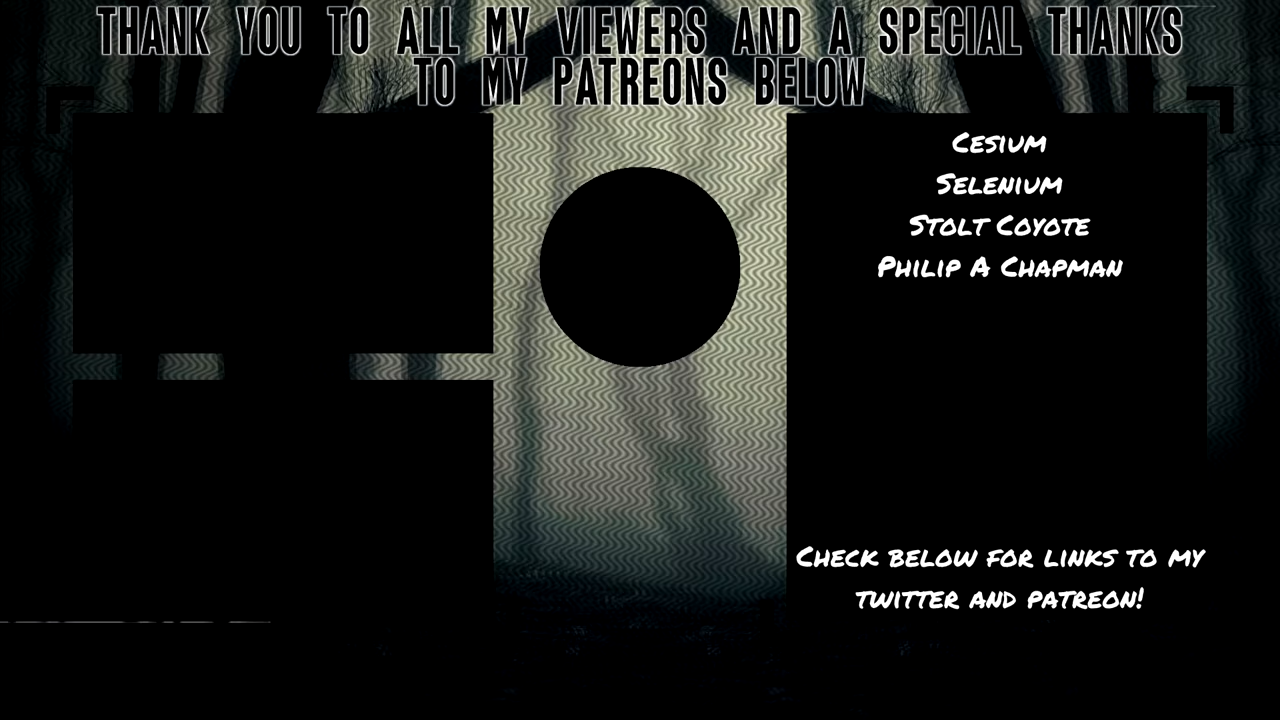 THANK YOU TO ALL MY VIEWERS AND A SPECIAL THANKS
TO MY PATREONS BELOW
CESIUM
SELENIUM
STOLT COYOTE
PHILIP A CHAPMAN
CHECK BELOW FOR LINKS TO MY
TWITTER AND PATREON!